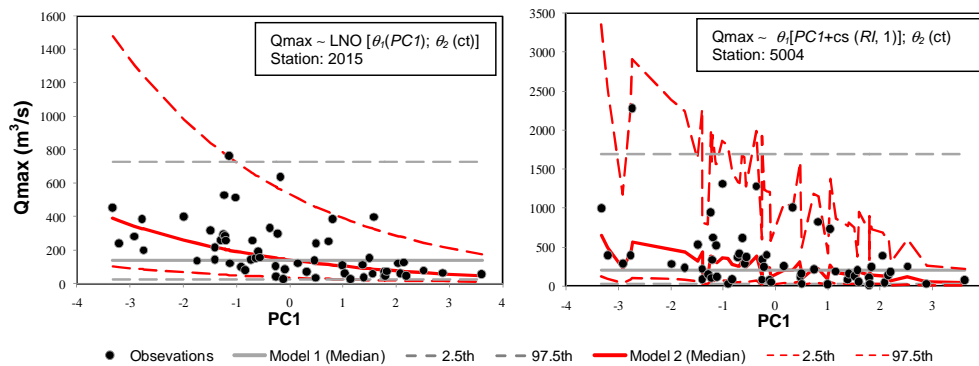 Qmax ~ LNO [θ1(PC1); θ2 (ct)]
Station: 2015
Qmax (m3/s)
1600
1400
1200
1000
800
600
400
200
0
-4 -3 -2 -1 0 1 2 3 4
PC1
Qmax ~ θ1[PC1+cs (RI, 1)]; θ2 (ct)
Station: 5004
3500
3000
2500
2000
1500
1000
500
0
-4 -3 -2 -1 0 1 2 3 4
PC1
Obsevations Model 1 (Median) 2.5th 97.5th Model 2 (Median) 2.5th 97.5th